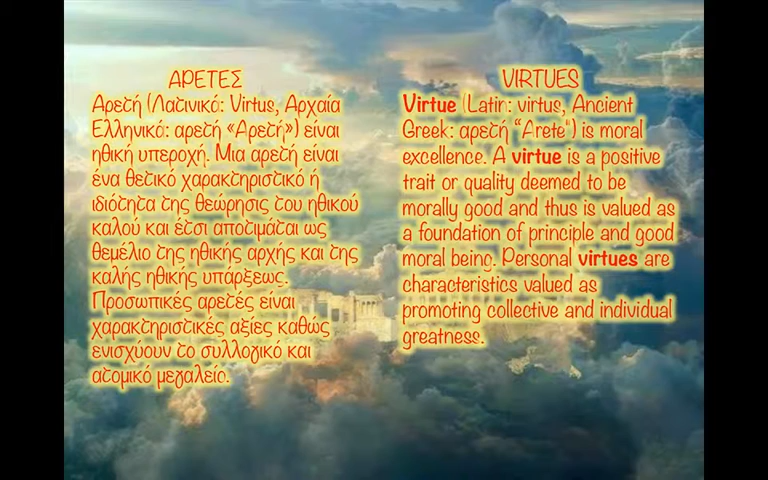 ΑΡΕΤΕΣ
Αρετή (Λατινικό: Virtus, Αρχαία
Ελληνικό: αρετή «Αρετή») είναι
ηθική υπεροχή. Μια αρετή είναι
ένα θετικό χαρακτηριστικό ή
ιδιότητα της θεώρησις του ηθικού
καλού και έτσι αποτιμάται ως
θεμέλιο της ηθικής αρχής και της
καλής ηθικής υπάρξεως.
Προσωπικές αρετές είναι
χαρακτηριστικές αξίες καθώς
ενισχύουν το συλλογικό και
ατομικό μεγαλείο.
VIRTUES
Virtue (Latin: virtus, Ancient
Greek: αρετή "Arete") is moral
excellence. A virtue is a positive
trait or quality deemed to be
morally good and thus is valued as
a foundation of principle and good
moral being. Personal virtues are
characteristics valued as
promoting collective and individual
greatness.